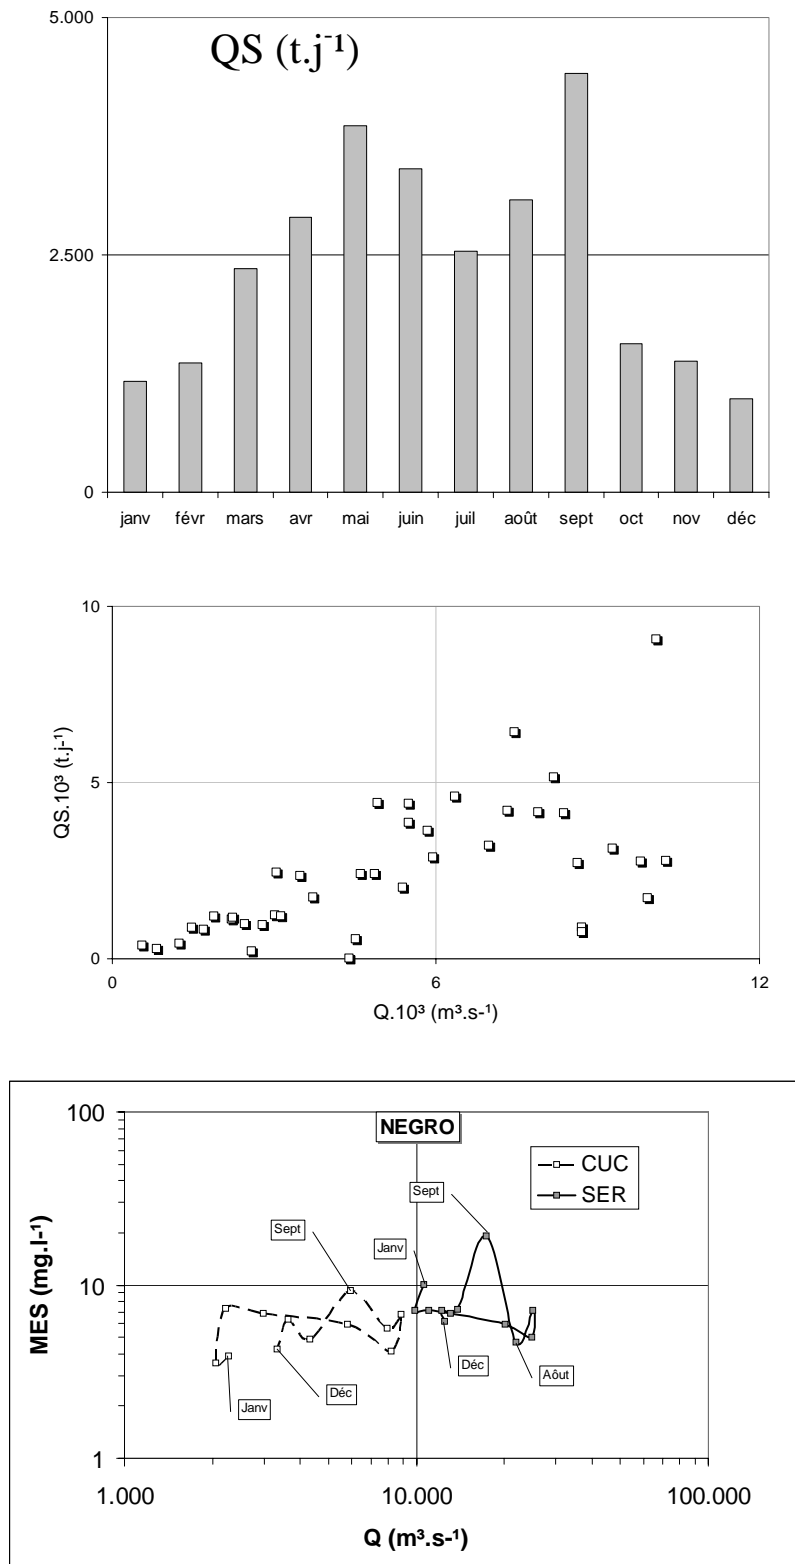 5.000
QS (t.j⁻¹)
2.500
0
janv févr mars avr mai juin juil août sept oct nov déc
10
QS.10³ (t.j-¹)
5
0
0 6 12
Q.10³ (m³.s-¹)
100
NEGRO
CUC
SER
Sept
Sept
Janv
MES (mg.l-¹)
10
Déc
Aôut
Déc
Janv
1
1.000 10.000 100.000
Q (m³.s-¹)